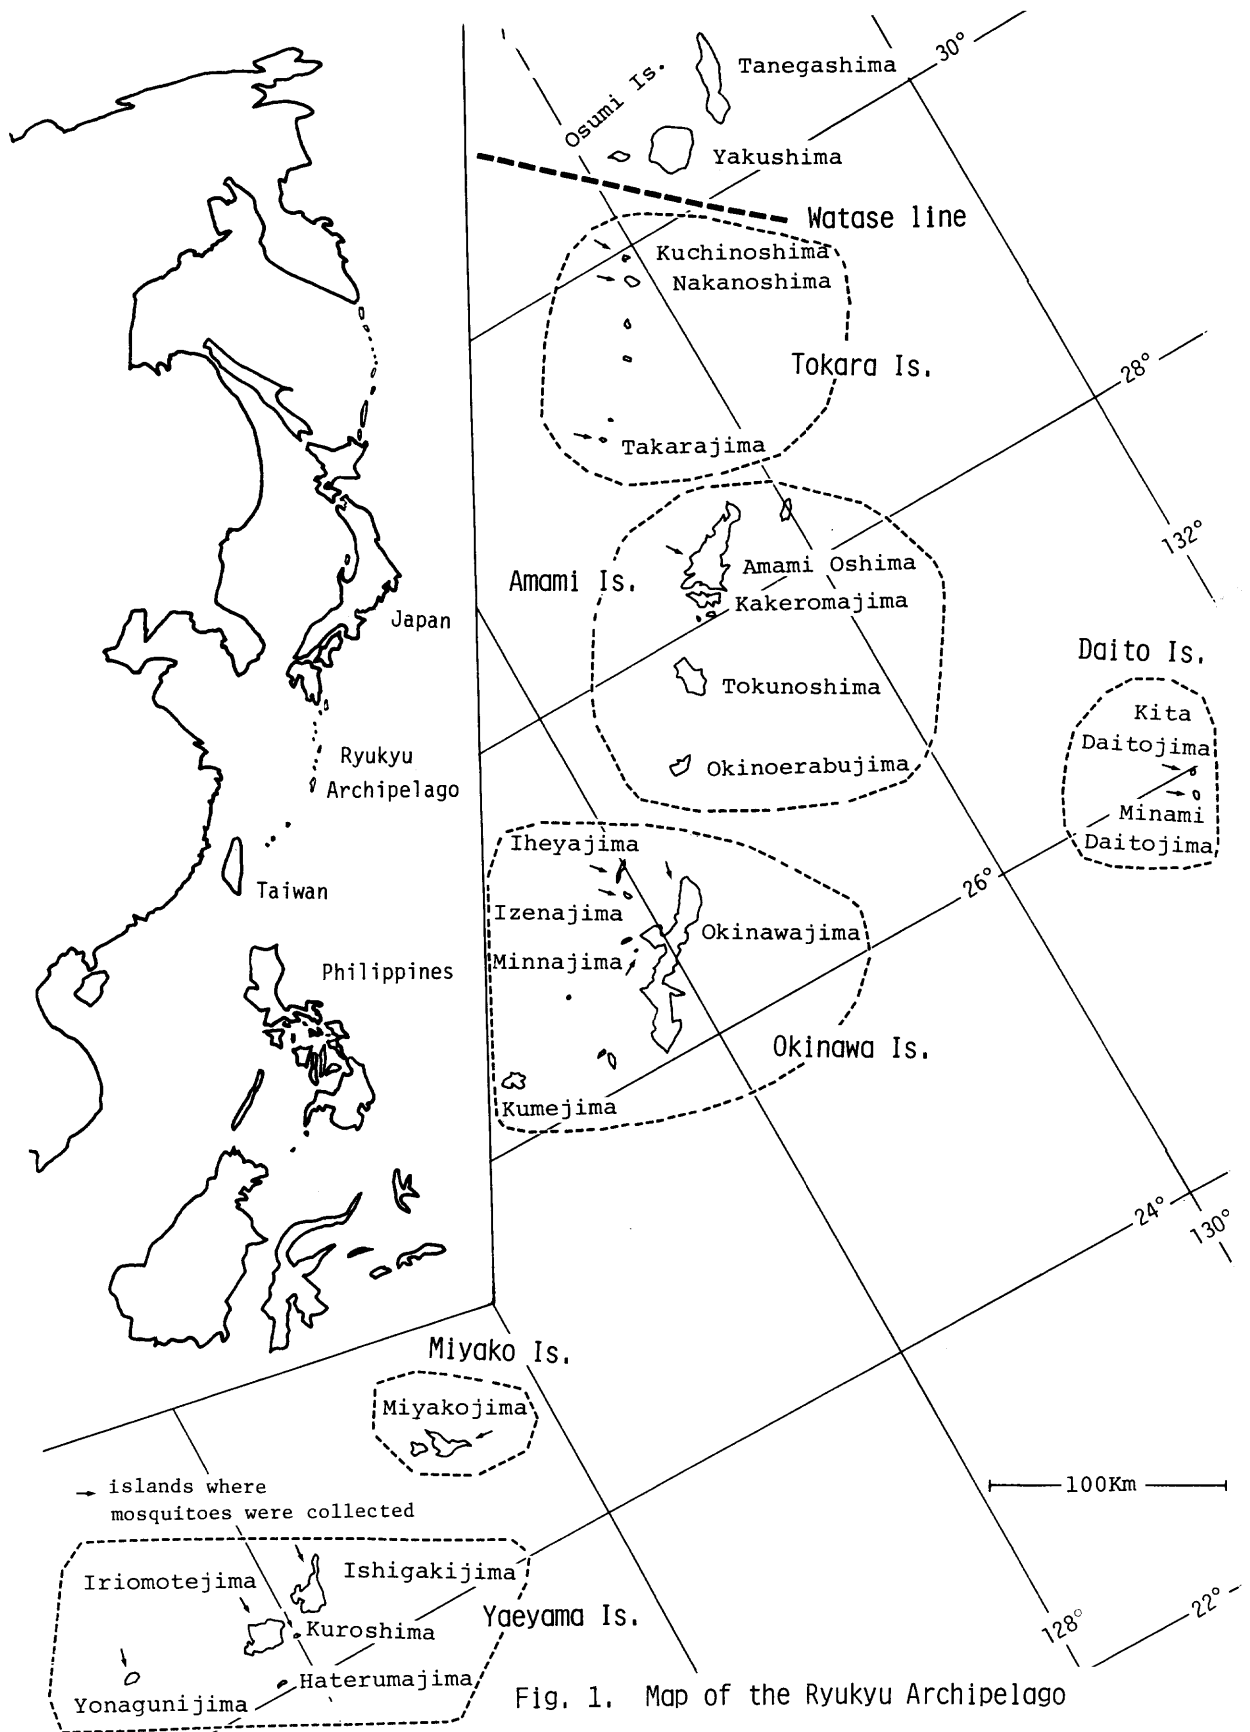 30°
Tanegashima
Osumi Is.
Yakushima
Watase line
Kuchinoshima
Nakanoshima
Tokara Is.
28°
Takarajima
132°
Amami Is.
Amami Oshima
Kakeromajima
Japan
Daito Is.
Tokunoshima
Kita
Daitojima
Ryukyu
Archipelago
Okinoerabujima
Minami
Daitojima
Iheyajima
26°
Taiwan
Izenajima
Okinawajima
Minnajima
Philippines
Okinawa Is.
Kumejima
24°
130°
Miyako Is.
Miyakojima
islands where
mosquitoes were collected
100Km
Iriomotejima
Ishigakijima
Yaeyama Is.
22°
128°
Kuroshima
Haterumajima
Yonagunijima
Fig. 1. Map of the Ryukyu Archipelago